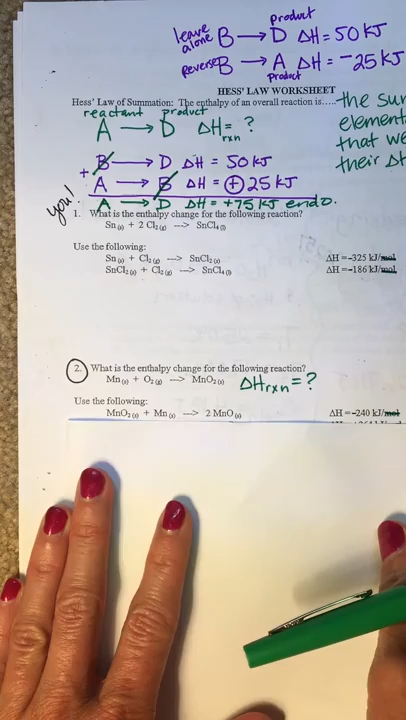 product
leave alone B → D ΔH = 50 KJ
reverse B → A ΔH = -25 KJ
product
HESS' LAW WORKSHEET
Hess' Law of Summation: The enthalpy of an overall reaction is….. the sum
reactant product
A → D ΔHrxn = ?
element
that we
their ΔH
+ B → D ΔH = 50 KJ
A → B ΔH = + 25 KJ
you! A → D ΔH = +75 KJ endo.
1. What is the enthalpy change for the following reaction?
Sn (s) + 2 Cl2 (g) ---> SnCl4 (l)
Use the following:
Sn (s) + Cl2 (g) ---> SnCl2 (s) ΔH = -325 kJ/mol
SnCl2 (s) + Cl2 (g) ---> SnCl4 (l) ΔH = -186 kJ/mol
2. What is the enthalpy change for the following reaction?
Mn (s) + O2 (g) ---> MnO2 (s) ΔHrxn = ?
Use the following:
MnO2 (s) + Mn (s) ---> 2 MnO (s) ΔH = -240 kJ/mol